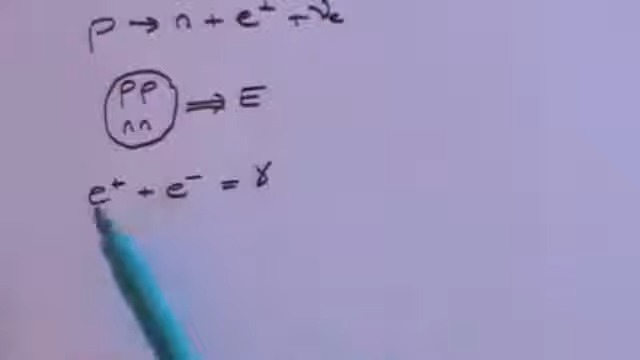 p → n + e⁺ + νₑ
pp
nn ⇒ E
e⁺ + e⁻ = γ